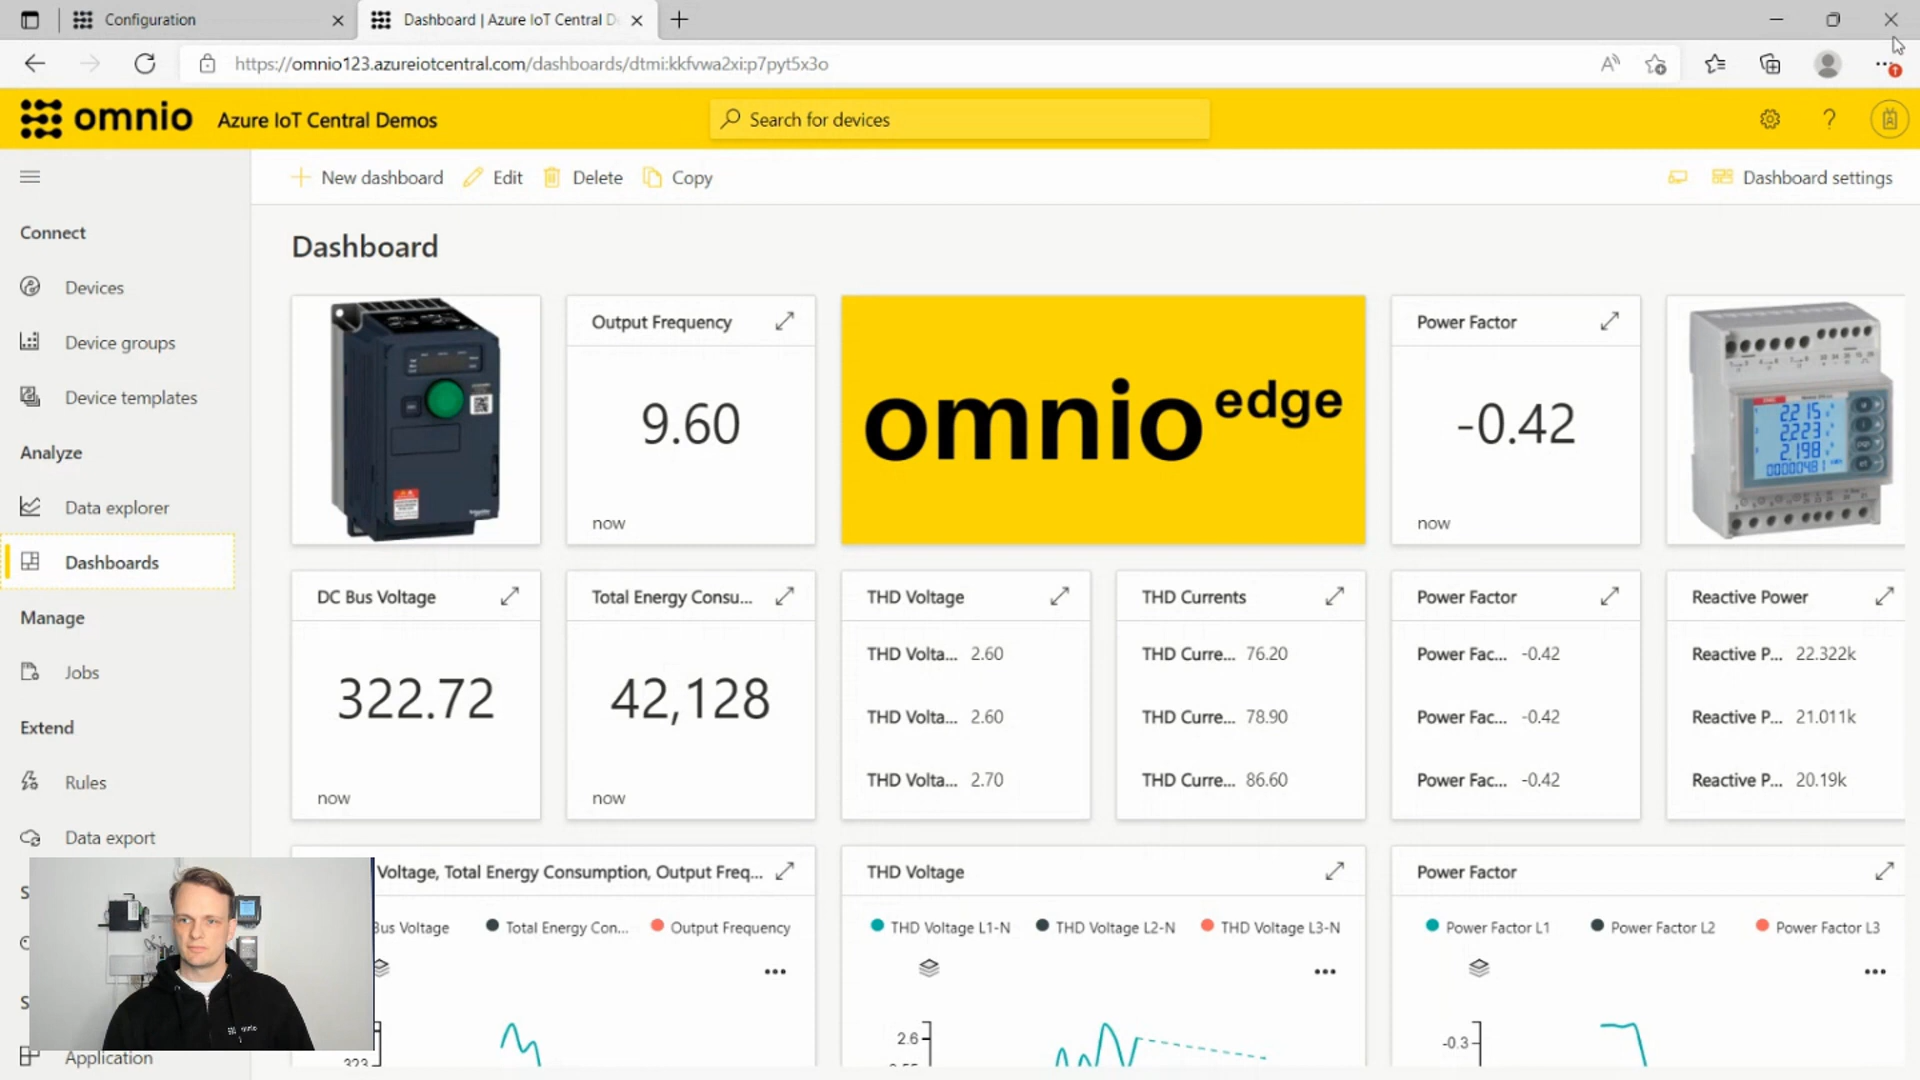 Configuration
Dashboard | Azure IoT Central D
https://omnio123.azureiotcentral.com/dashboards/dtmi:kkfvwa2xi:p7pyt5x3o
omnio
Azure IoT Central Demos
Search for devices
New dashboard
Edit
Delete
Copy
Dashboard settings
Connect
Devices
Device groups
Device templates
Analyze
Data explorer
Dashboards
Manage
Jobs
Extend
Rules
Data export
S
S
Application
Dashboard
Output Frequency
9.60
now
omnio edge
Power Factor
-0.42
now
2.215
2.223
2.198
DC Bus Voltage
322.72
now
Total Energy Consu...
42,128
now
THD Voltage
THD Volta... 2.60
THD Volta... 2.60
THD Volta... 2.70
THD Currents
THD Curre... 76.20
THD Curre... 78.90
THD Curre... 86.60
Power Factor
Power Fac... -0.42
Power Fac... -0.42
Power Fac... -0.42
Reactive Power
Reactive P... 22.322k
Reactive P... 21.011k
Reactive P... 20.19k
Voltage, Total Energy Consumption, Output Freq...
Bus Voltage
Total Energy Con...
Output Frequency
323
THD Voltage
THD Voltage L1-N
THD Voltage L2-N
THD Voltage L3-N
2.6
Power Factor
Power Factor L1
Power Factor L2
Power Factor L3
-0.3
omnio